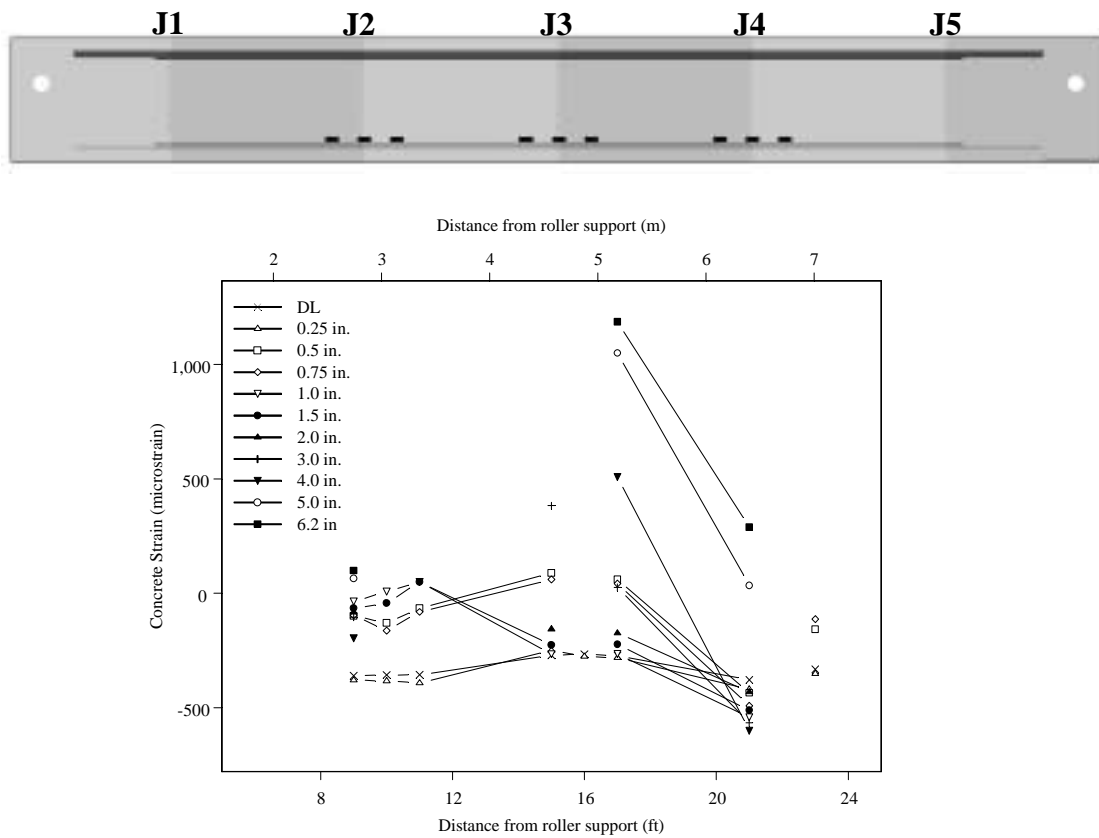 J1 J2 J3 J4 J5
Distance from roller support (m)
2 3 4 5 6 7
DL
0.25 in.
0.5 in.
0.75 in.
1.0 in.
1.5 in.
2.0 in.
3.0 in.
4.0 in.
5.0 in.
6.2 in
1,000
500
0
-500
Concrete Strain (microstrain)
8 12 16 20 24
Distance from roller support (ft)